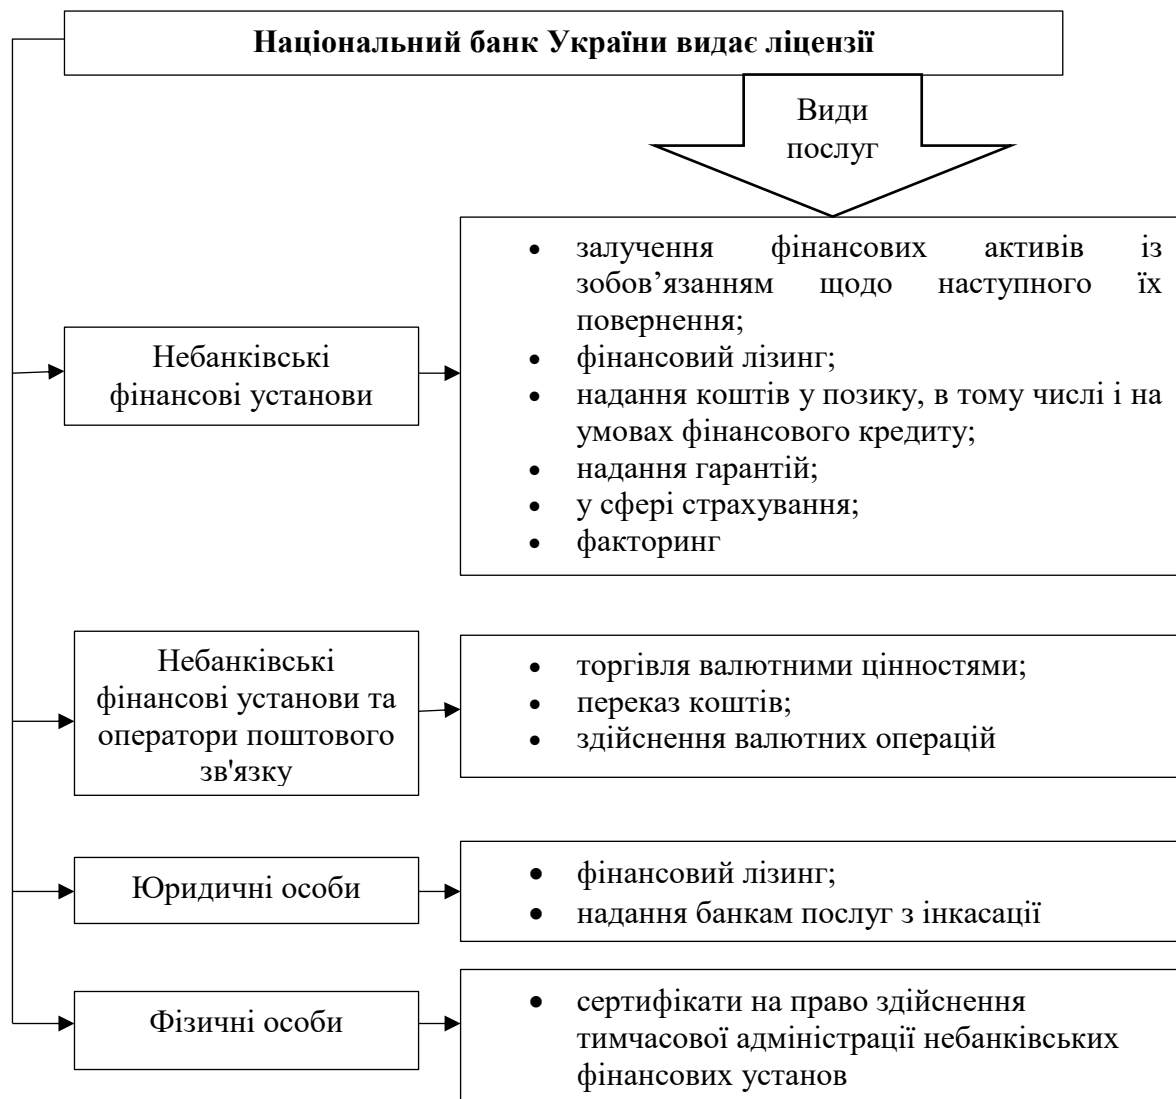 Національний банк України видає ліцензії
Види
послуг
Небанківські
фінансові установи
• залучення фінансових активів із
зобов’язанням щодо наступного їх
повернення;
• фінансовий лізинг;
• надання коштів у позику, в тому числі і на
умовах фінансового кредиту;
• надання гарантій;
• у сфері страхування;
• факторинг
Небанківські
фінансові установи та
оператори поштового
зв'язку
• торгівля валютними цінностями;
• переказ коштів;
• здійснення валютних операцій
Юридичні особи
• фінансовий лізинг;
• надання банкам послуг з інкасації
Фізичні особи
• сертифікати на право здійснення
тимчасової адміністрації небанківських
фінансових установ